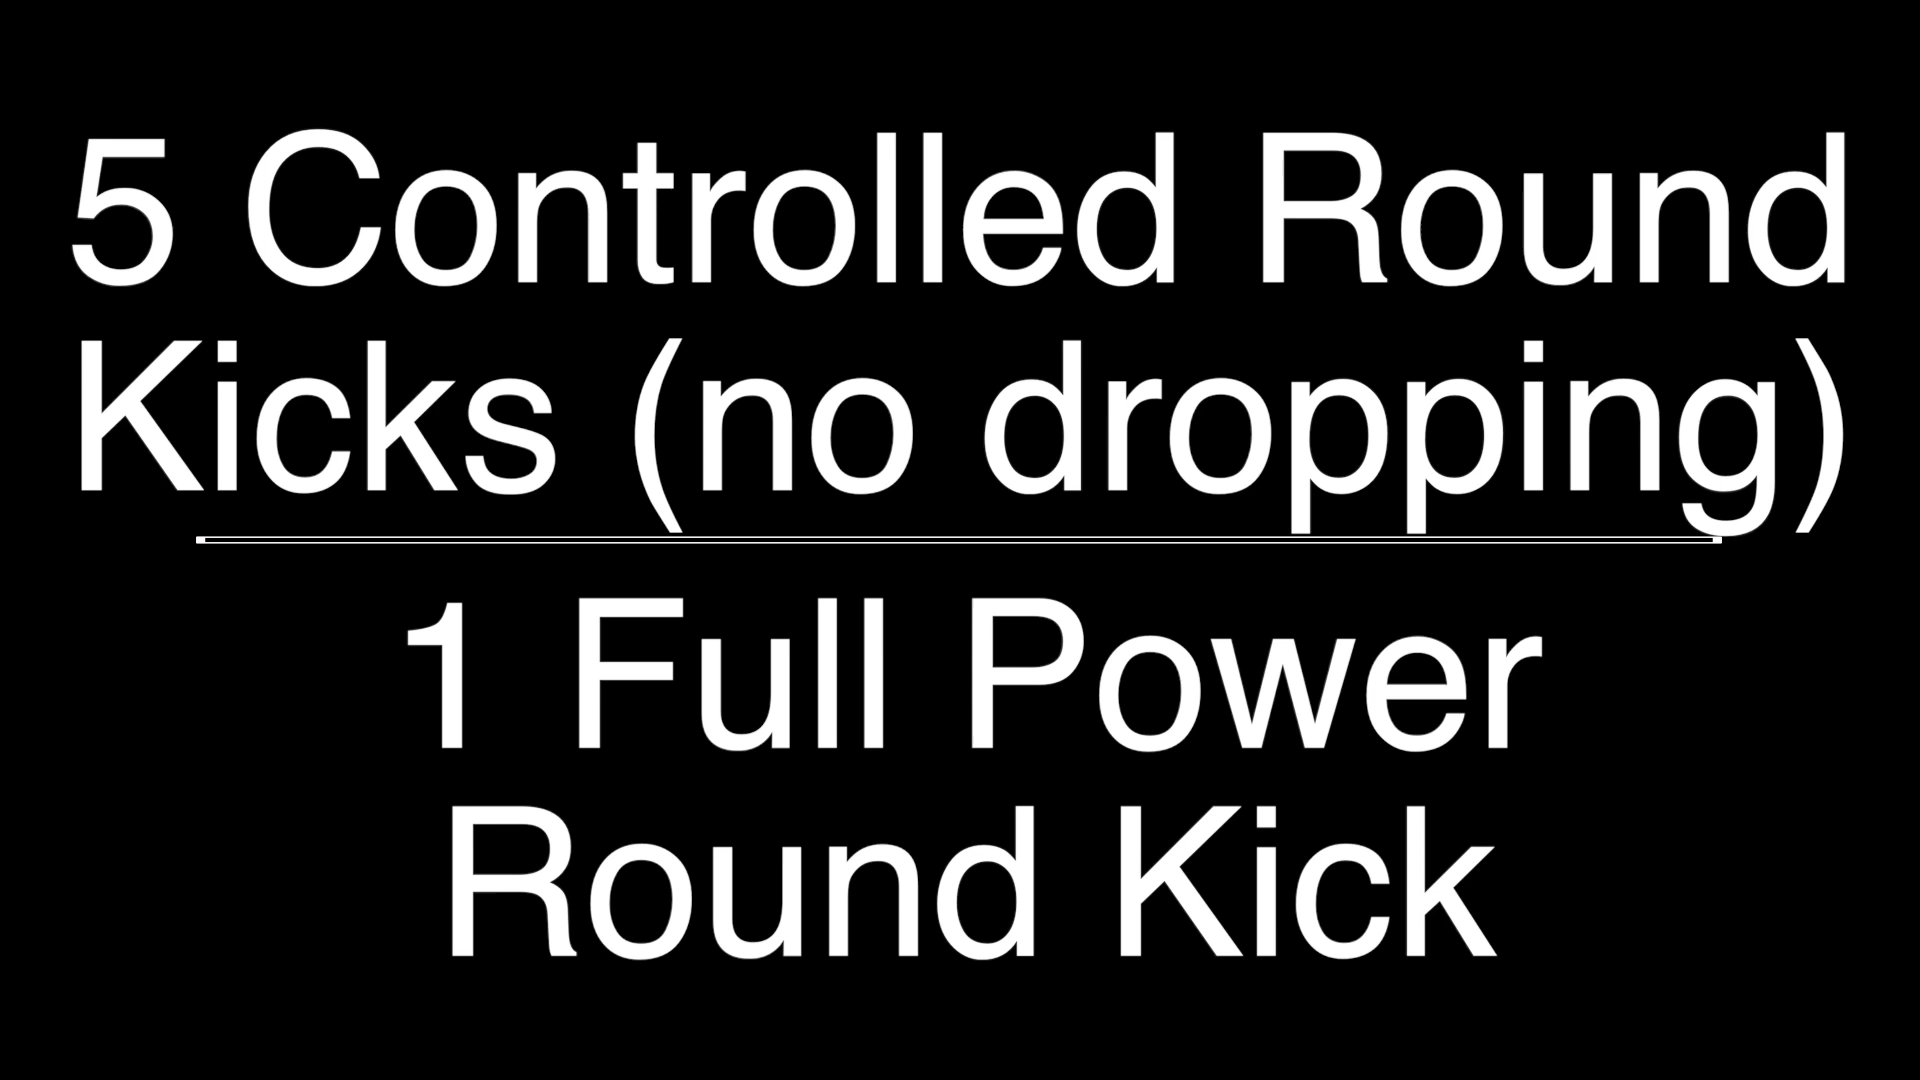 5 Controlled Round
Kicks (no dropping)
1 Full Power
Round Kick